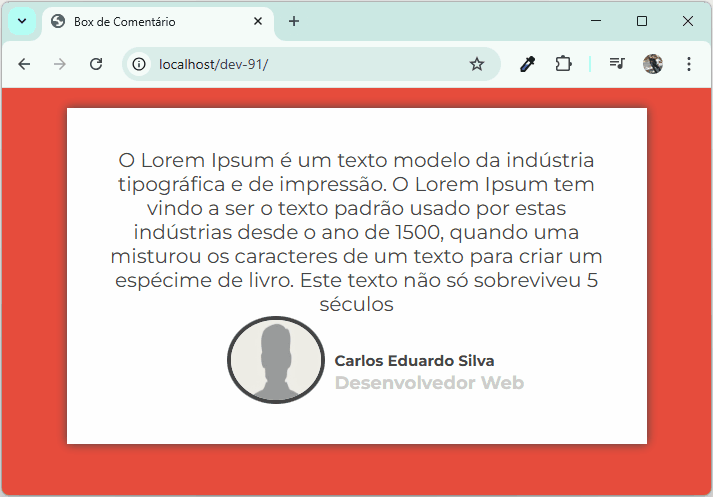 Box de Comentário
localhost/dev-91/
O Lorem Ipsum é um texto modelo da indústria
tipográfica e de impressão. O Lorem Ipsum tem
vindo a ser o texto padrão usado por estas
indústrias desde o ano de 1500, quando uma
misturou os caracteres de um texto para criar um
espécime de livro. Este texto não só sobreviveu 5
séculos
Carlos Eduardo Silva
Desenvolvedor Web